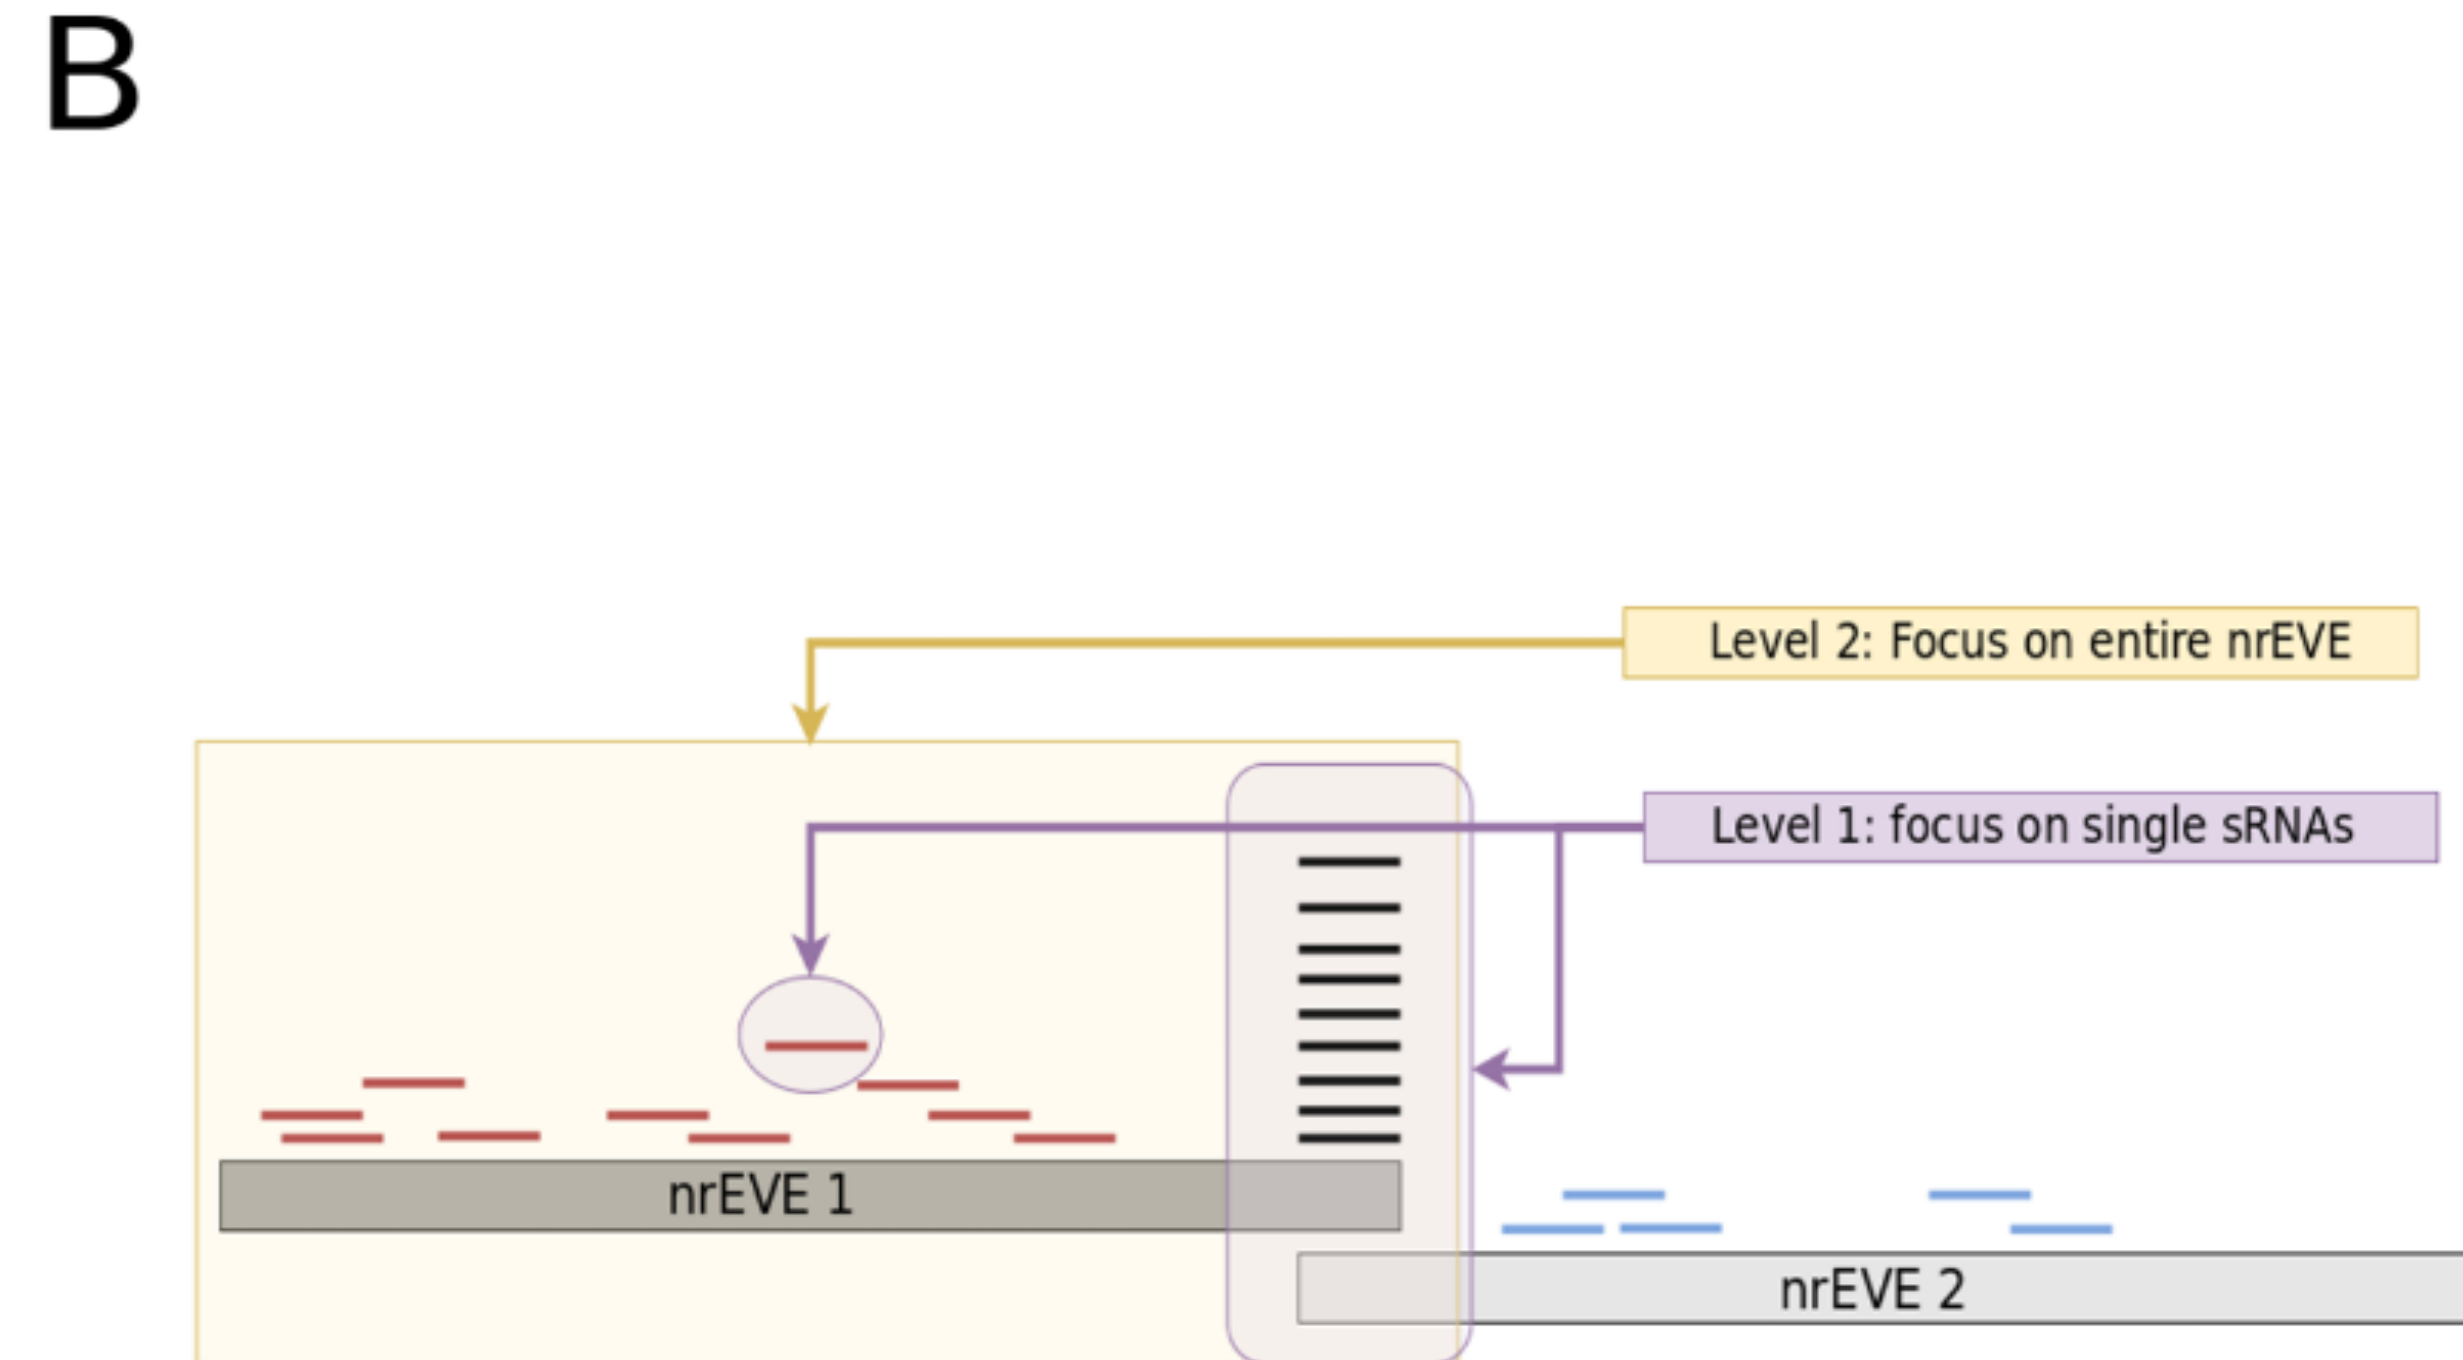 B
Level 2: Focus on entire nrEVE
Level 1: focus on single sRNAs
nrEVE 1
nrEVE 2